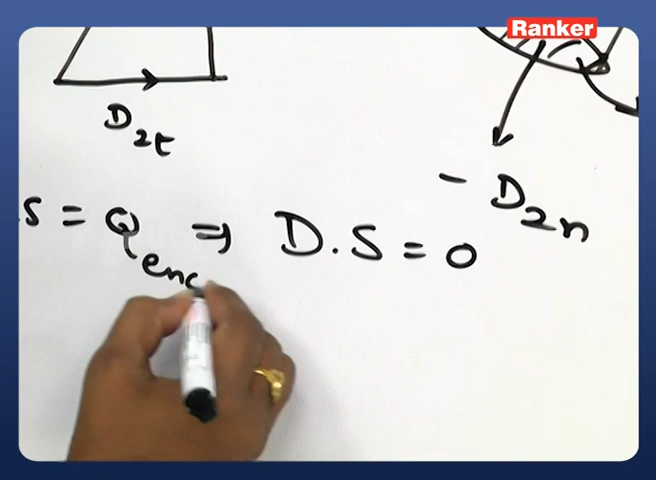 Ranker
D2t
- D2n
.S = Qenc ⇒ D.S = 0